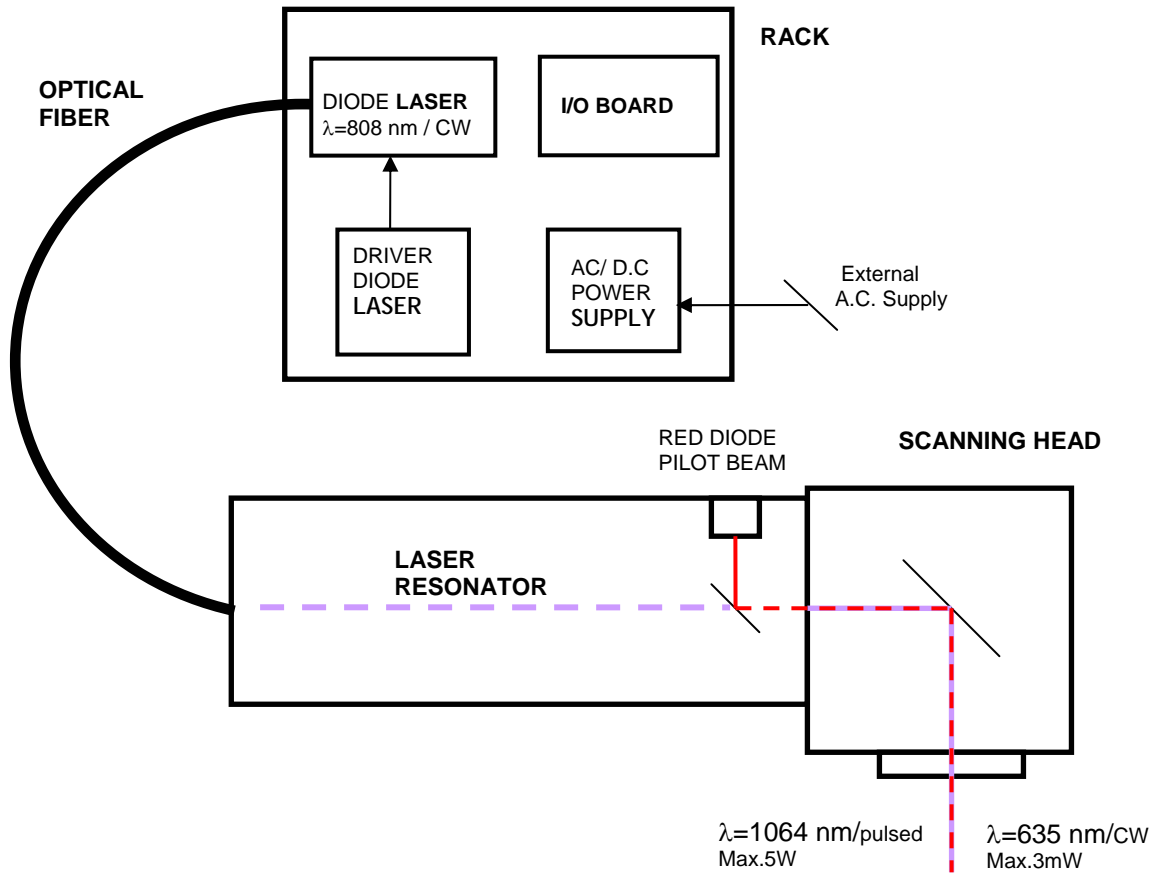 RACK
OPTICAL
FIBER
DIODE LASER
λ=808 nm / CW
I/O BOARD
DRIVER
DIODE
LASER
AC/ D.C
POWER
SUPPLY
External
A.C. Supply
RED DIODE
PILOT BEAM
SCANNING HEAD
LASER
RESONATOR
λ=1064 nm/pulsed
Max.5W
λ=635 nm/CW
Max.3mW